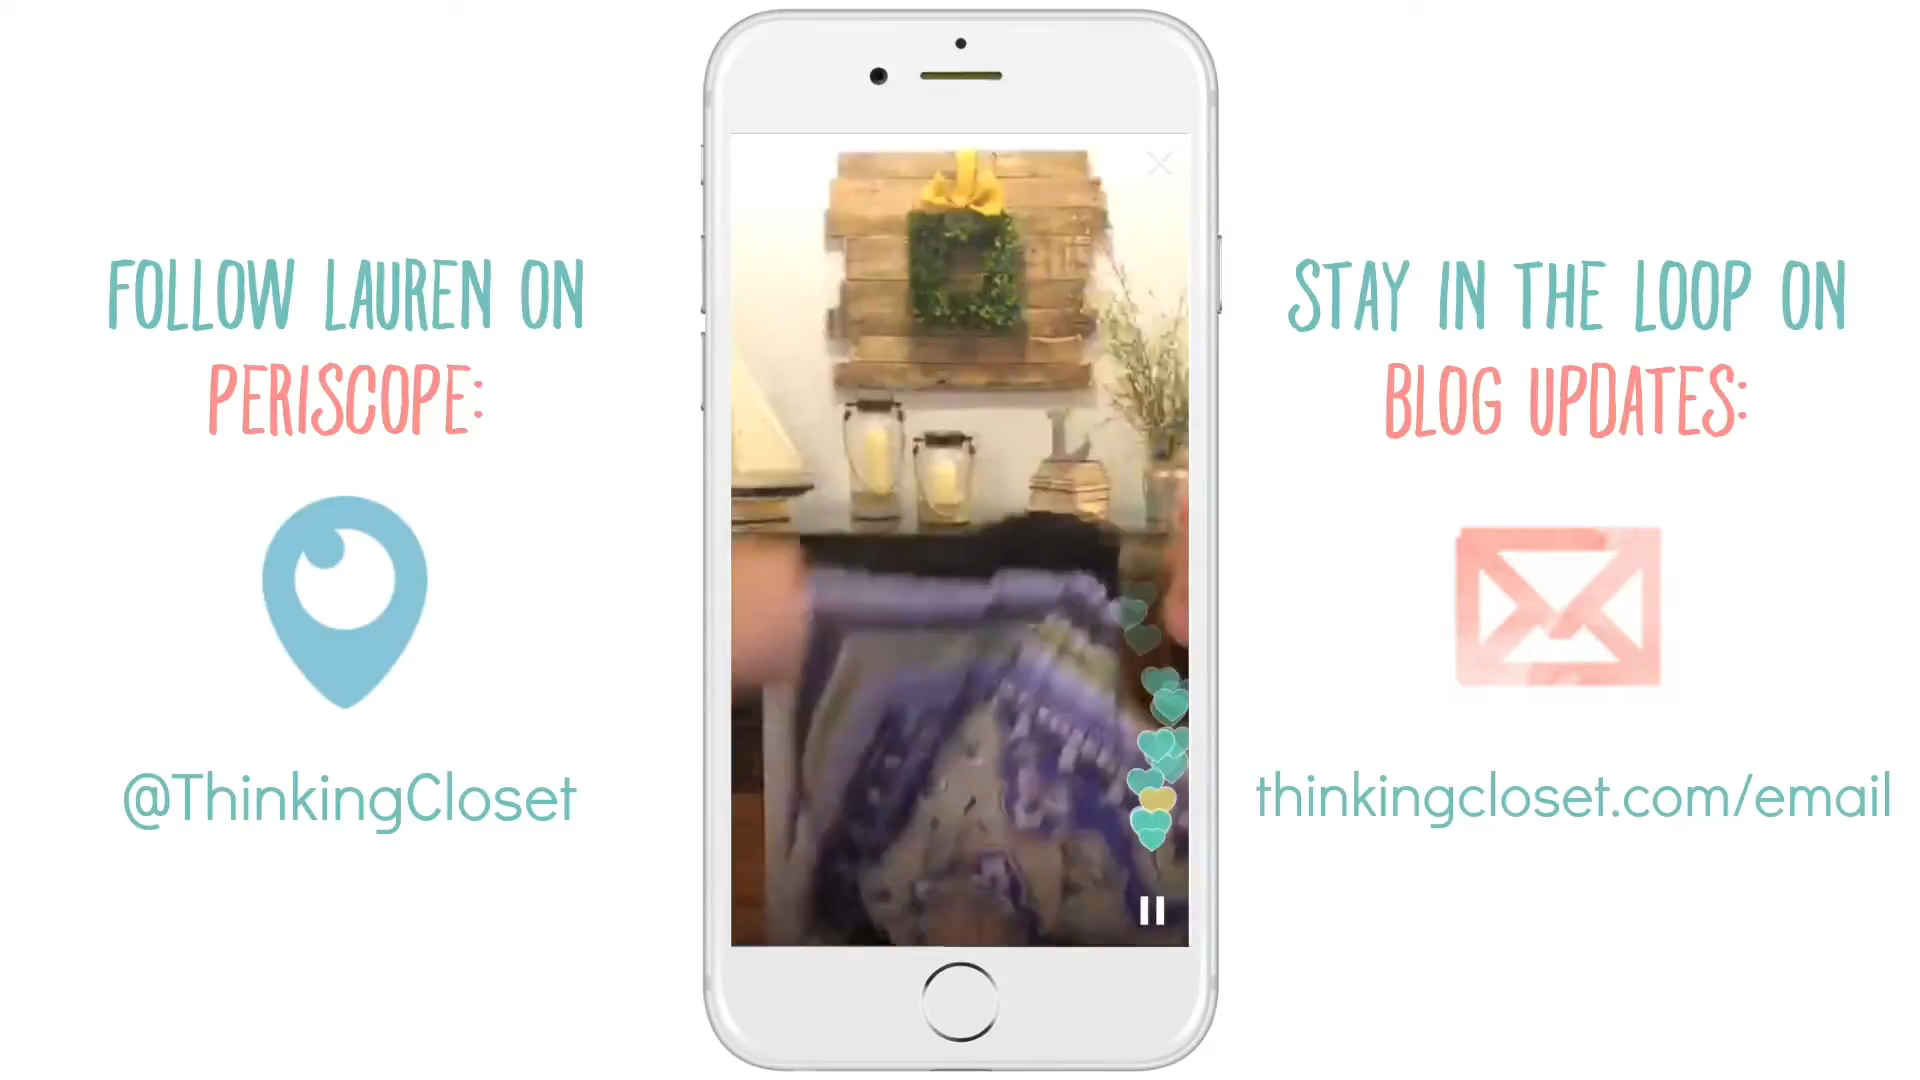 FOLLOW LAUREN ON
PERISCOPE:
@ThinkingCloset
STAY IN THE LOOP ON
BLOG UPDATES:
thinkingcloset.com/email
L